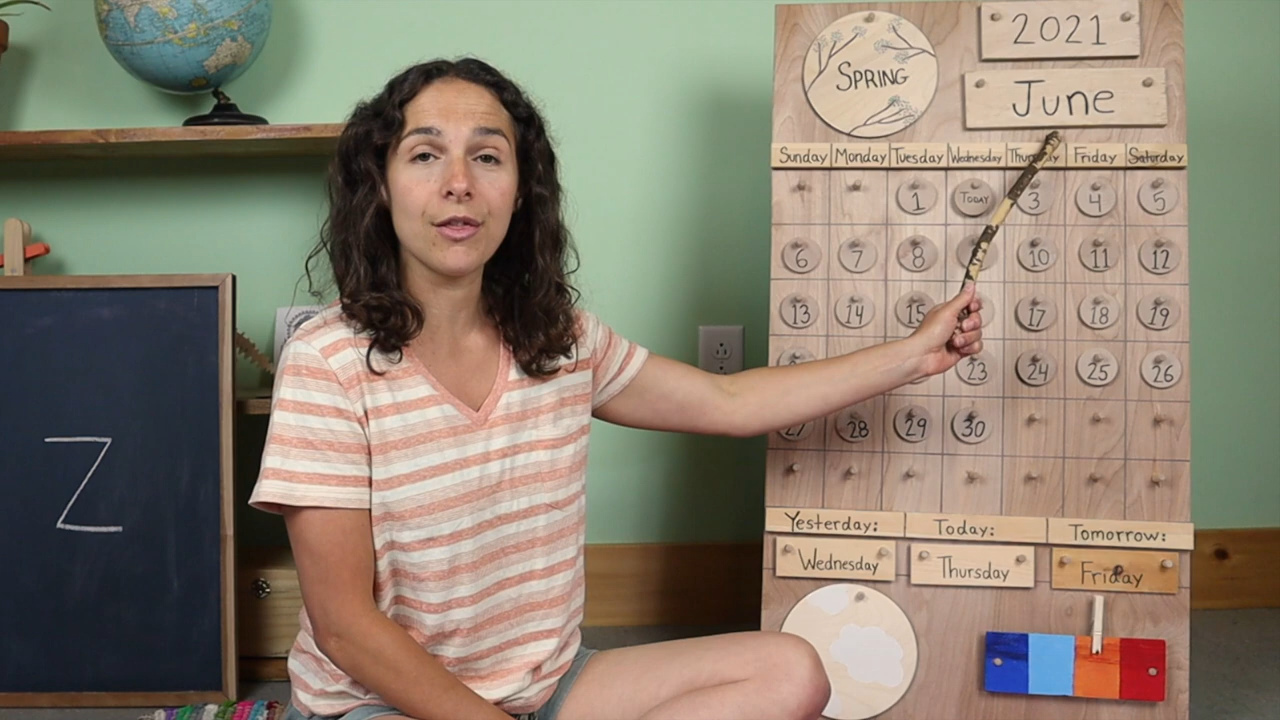 2021
SPRING
June
Sunday Monday Tuesday Wednesday Thursday Friday Saturday
1 TODAY 3 4 5
6 7 8 10 11 12
13 14 15 17 18 19
23 24 25 26
27 28 29 30
Z
Yesterday: Today: Tomorrow:
Wednesday Thursday Friday